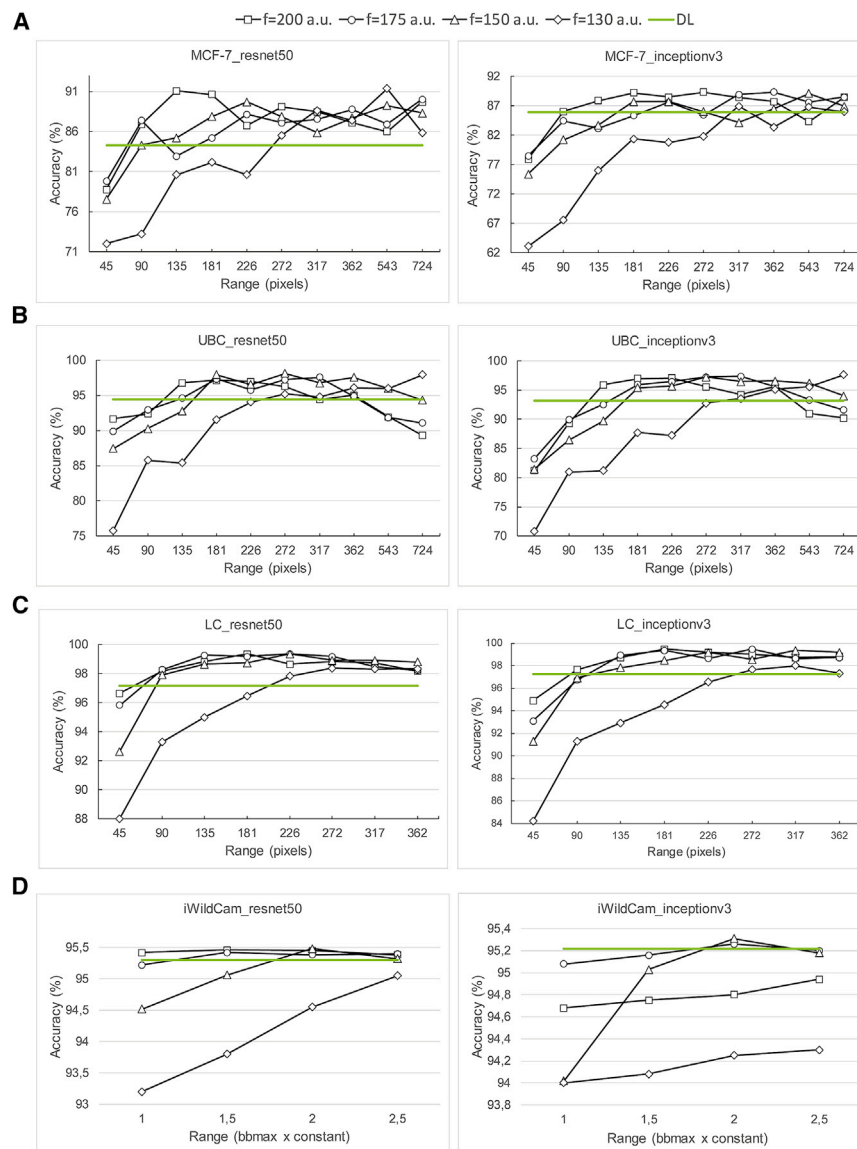 f=200 a.u. f=175 a.u. f=150 a.u. f=130 a.u. DL
A
MCF-7_resnet50
Accuracy (%)
91
86
81
76
71
45 90 135 181 226 272 317 362 543 724
Range (pixels)
MCF-7_inceptionv3
Accuracy (%)
92
87
82
77
72
67
62
45 90 135 181 226 272 317 362 543 724
Range (pixels)
B
UBC_resnet50
Accuracy (%)
100
95
90
85
80
75
45 90 135 181 226 272 317 362 543 724
Range (pixels)
UBC_inceptionv3
Accuracy (%)
100
95
90
85
80
75
70
45 90 135 181 226 272 317 362 543 724
Range (pixels)
C
LC_resnet50
Accuracy (%)
100
98
96
94
92
90
88
45 90 135 181 226 272 317 362
Range (pixels)
LC_inceptionv3
Accuracy (%)
100
98
96
94
92
90
88
86
84
45 90 135 181 226 272 317 362
Range (pixels)
D
iWildCam_resnet50
Accuracy (%)
95,5
95
94,5
94
93,5
93
1 1,5 2 2,5
Range (bbmax x constant)
iWildCam_inceptionv3
Accuracy (%)
95,4
95,2
95
94,8
94,6
94,4
94,2
94
93,8
1 1,5 2 2,5
Range (bbmax x constant)